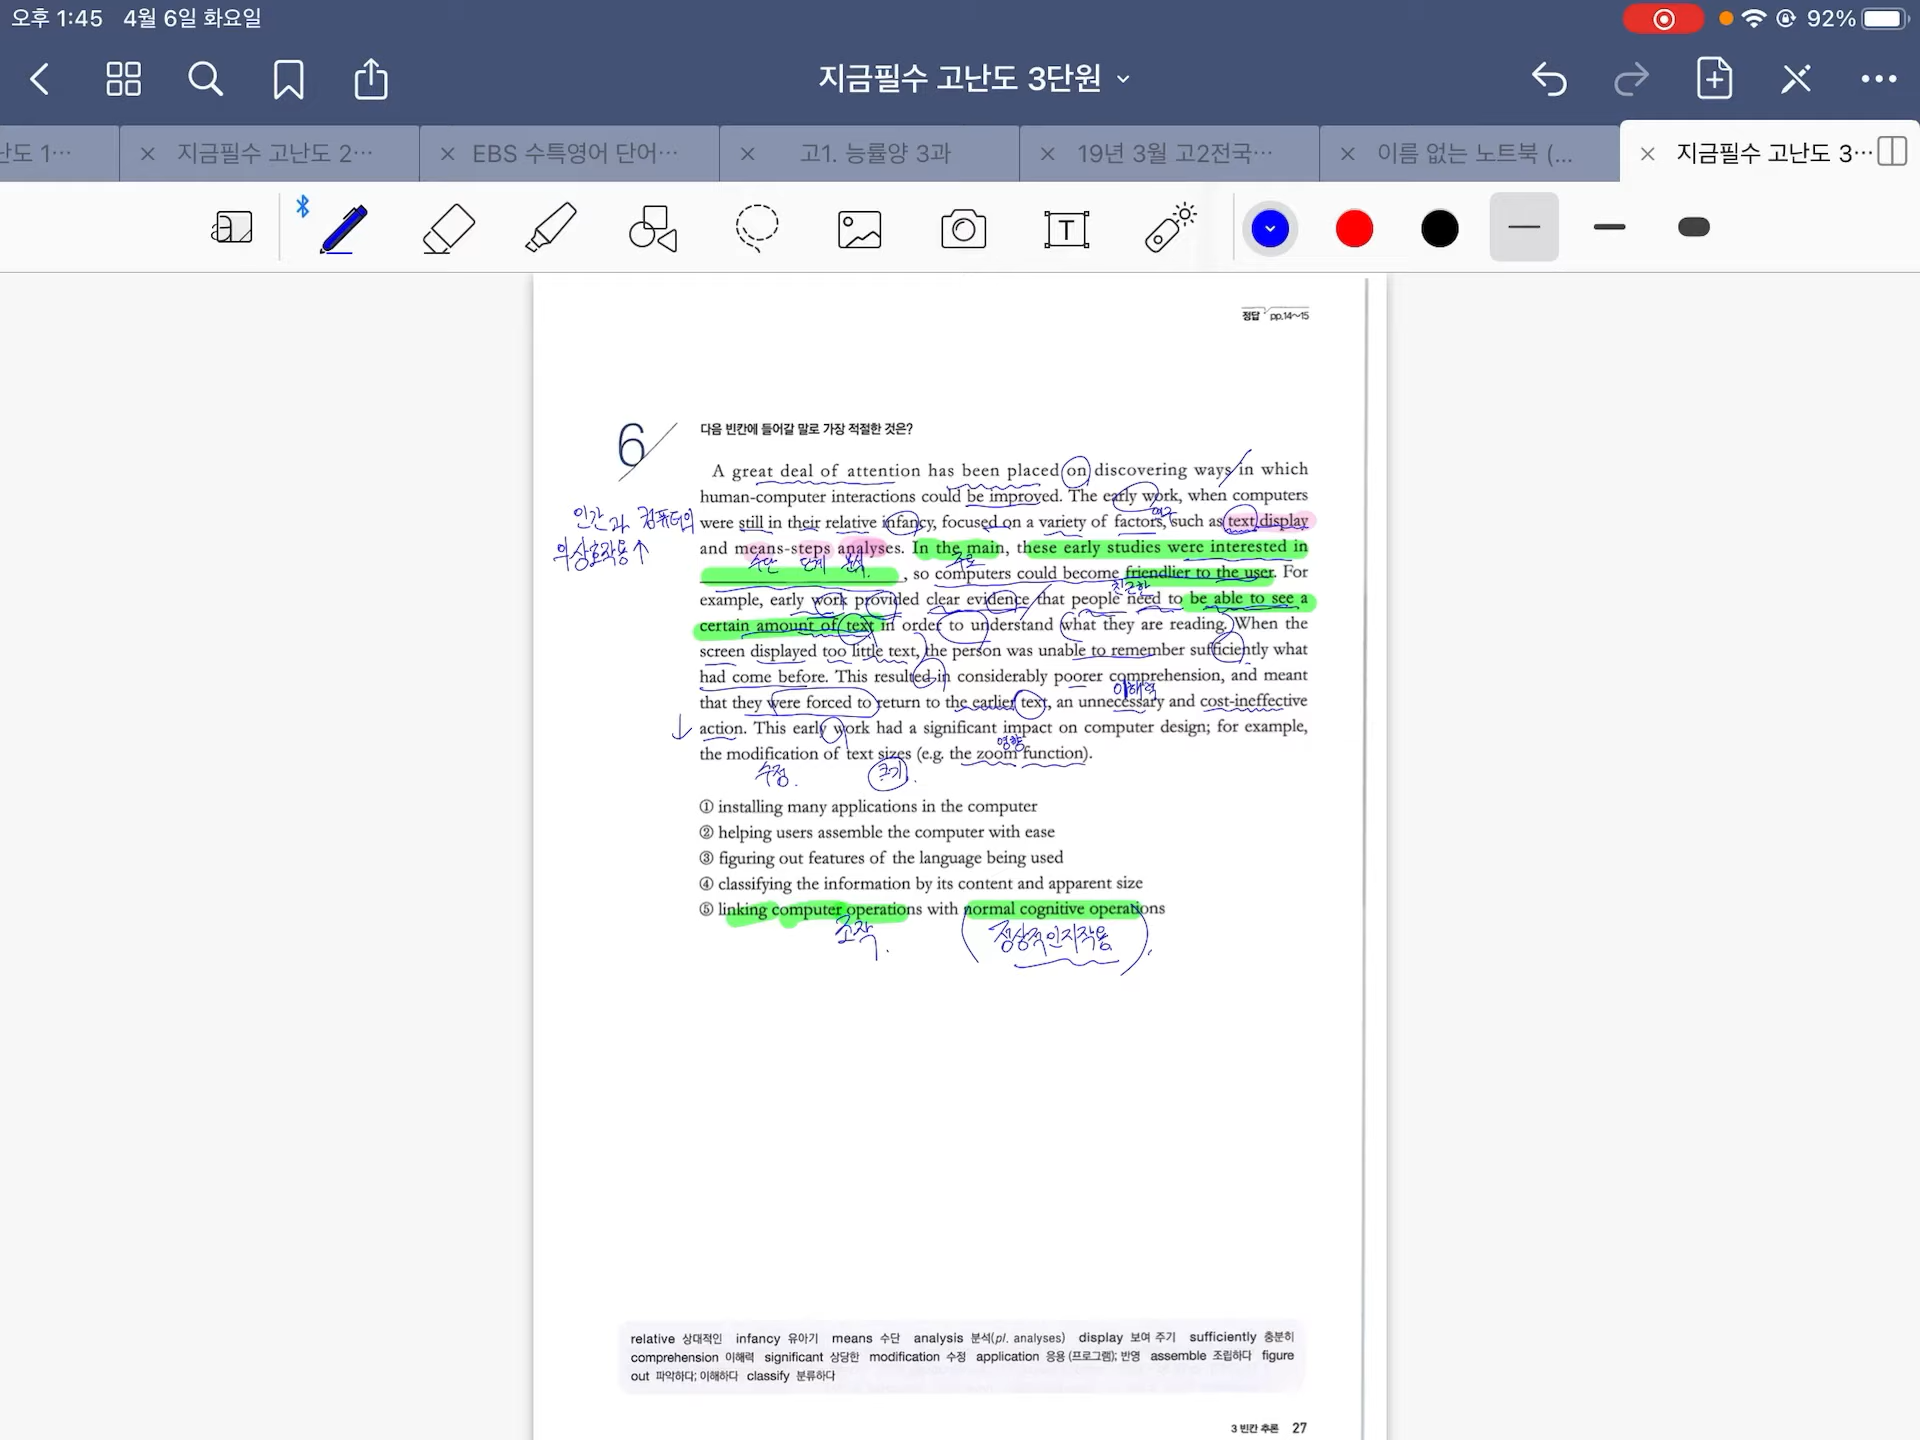 오후 1:45 4월 6일 화요일
92%
지금필수 고난도 3단원
난도 1…
지금필수 고난도 2…
EBS 수특영어 단어…
고1. 능률양 3과
19년 3월 고2전국…
이름 없는 노트북 (...
지금필수 고난도 3…
정답 pp.14~15
6
다음 빈칸에 들어갈 말로 가장 적절한 것은?
A great deal of attention has been placed on discovering ways in which
human-computer interactions could be improved. The early work, when computers
인간과 컴퓨터의
were still in their relative infancy, focused on a variety of factors, such as text display
연구
상호작용↑
and means-steps analyses. In the main, these early studies were interested in
수단 단계 분석. 주로
, so computers could become friendlier to the user. For
친근한
example, early work provided clear evidence that people need to be able to see a
certain amount of text in order to understand what they are reading. When the
screen displayed too little text, the person was unable to remember sufficiently what
had come before. This resulted in considerably poorer comprehension, and meant
이해력
that they were forced to return to the earlier text, an unnecessary and cost-ineffective
action. This early work had a significant impact on computer design; for example,
영향
the modification of text sizes (e.g. the zoom function).
수정. 크기.
① installing many applications in the computer
② helping users assemble the computer with ease
③ figuring out features of the language being used
④ classifying the information by its content and apparent size
⑤ linking computer operations with normal cognitive operations
조작. (정상적인지작용).
relative 상대적인 infancy 유아기 means 수단 analysis 분석(pl. analyses) display 보여 주기 sufficiently 충분히
comprehension 이해력 significant 상당한 modification 수정 application 응용 (프로그램); 반영 assemble 조립하다 figure
out 파악하다; 이해하다 classify 분류하다
3 빈칸 추론 27